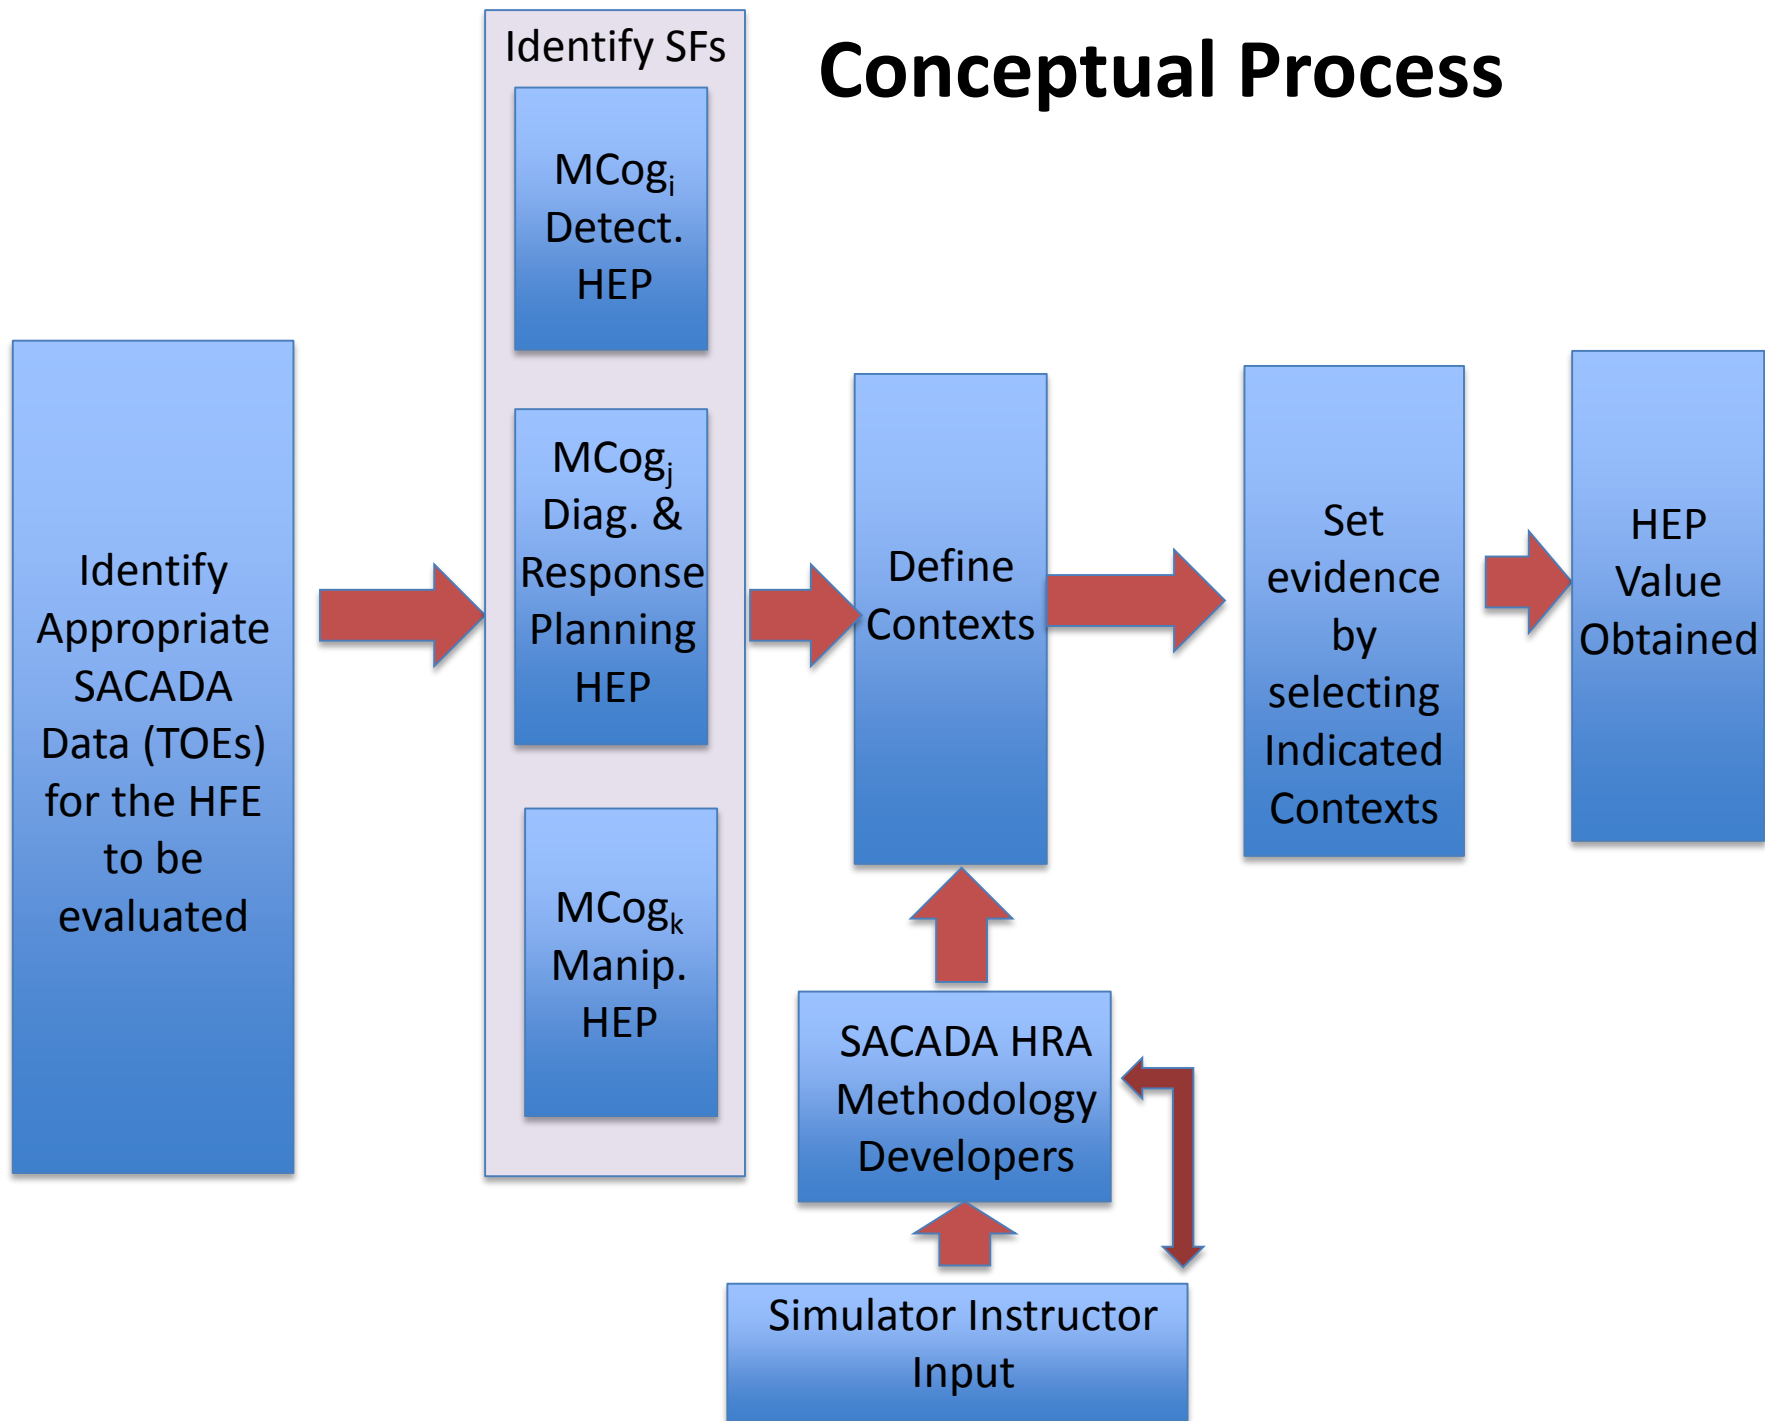 Conceptual Process
Identify
Appropriate
SACADA
Data (TOEs)
for the HFE
to be
evaluated
Identify SFs
MCogᵢ
Detect.
HEP
MCogⱼ
Diag. &
Response
Planning
HEP
MCogₖ
Manip.
HEP
Define
Contexts
Set
evidence
by
selecting
Indicated
Contexts
HEP
Value
Obtained
SACADA HRA
Methodology
Developers
Simulator Instructor
Input